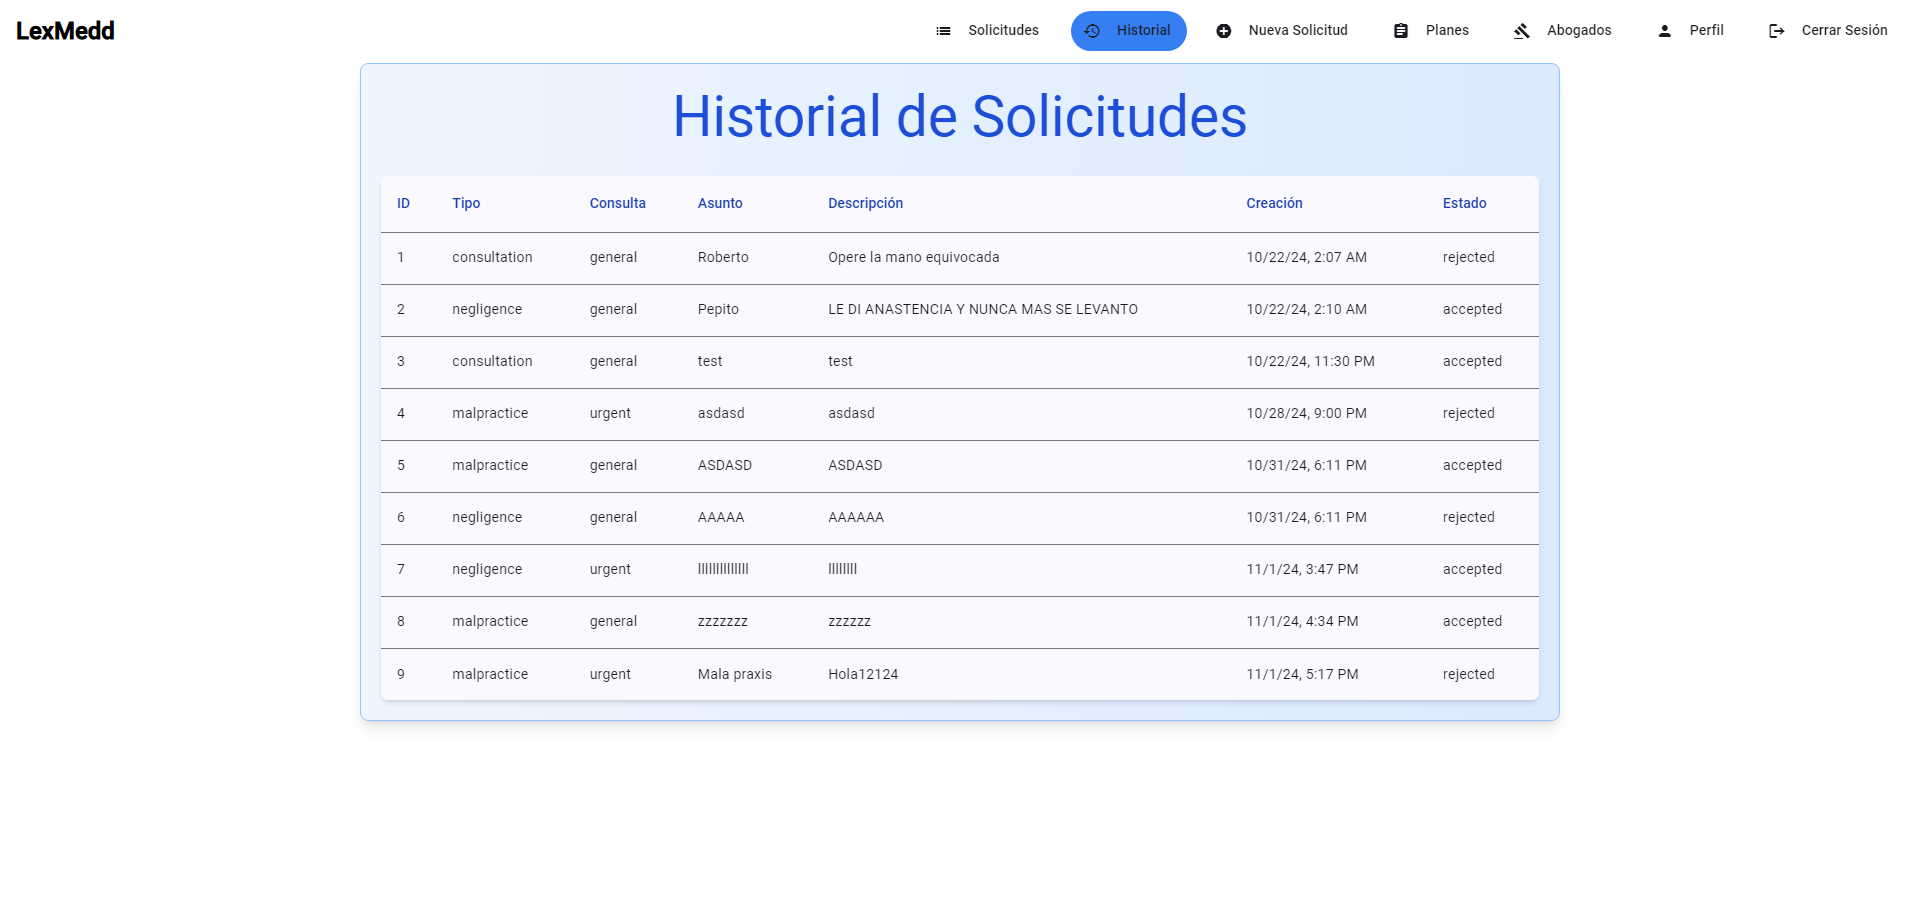 LexMedd Solicitudes Historial Nueva Solicitud Planes Abogados Perfil Cerrar Sesión
Historial de Solicitudes
ID Tipo Consulta Asunto Descripción Creación Estado
1 consultation general Roberto Opere la mano equivocada 10/22/24, 2:07 AM rejected
2 negligence general Pepito LE DI ANASTENCIA Y NUNCA MAS SE LEVANTO 10/22/24, 2:10 AM accepted
3 consultation general test test 10/22/24, 11:30 PM accepted
4 malpractice urgent asdasd asdasd 10/28/24, 9:00 PM rejected
5 malpractice general ASDASD ASDASD 10/31/24, 6:11 PM accepted
6 negligence general AAAAA AAAAAA 10/31/24, 6:11 PM rejected
7 negligence urgent llllllllllllll llllllll 11/1/24, 3:47 PM accepted
8 malpractice general zzzzzzz zzzzzz 11/1/24, 4:34 PM accepted
9 malpractice urgent Mala praxis Hola12124 11/1/24, 5:17 PM rejected